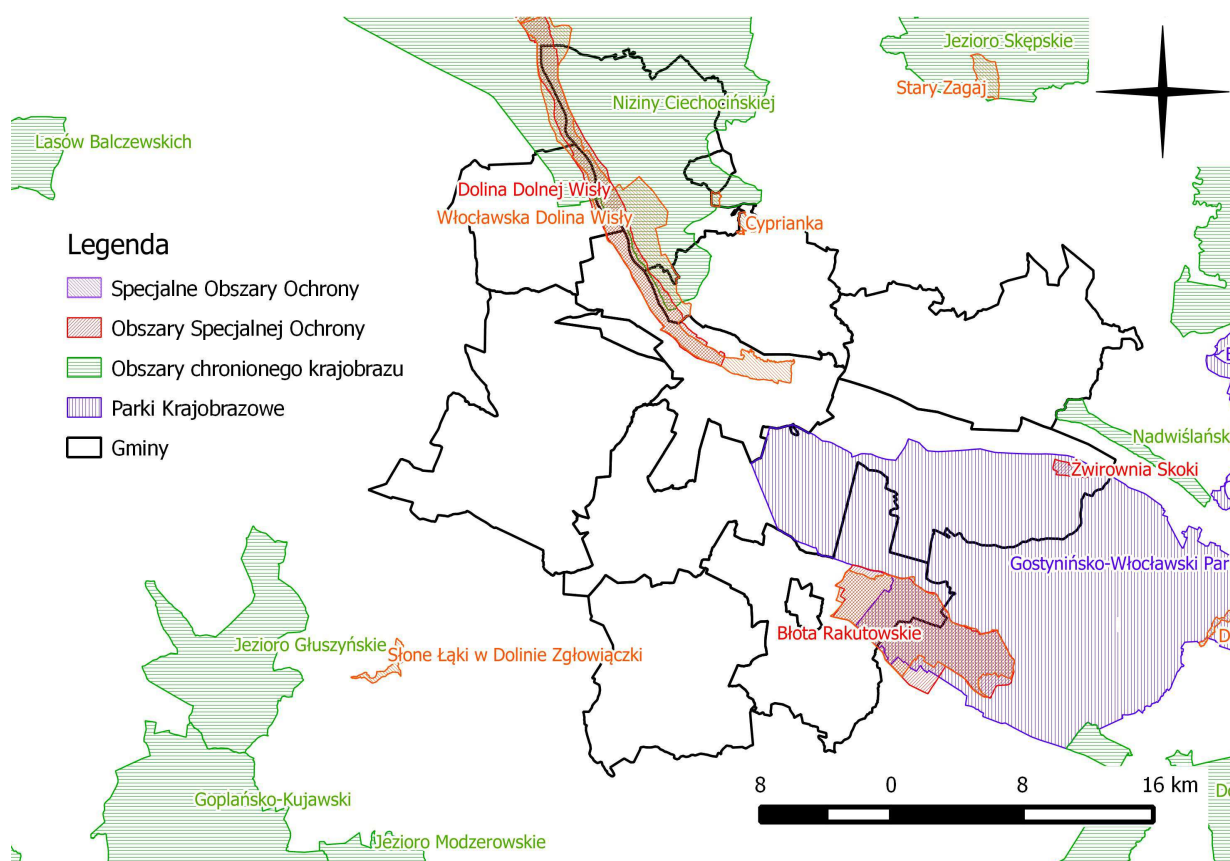 Jezioro Skępskie
Stary Zagaj
Niziny Ciechocińskiej
Lasów Balczewskich
Dolina Dolnej Wisły
Włocławska Dolina Wisły
Cyprianka
Legenda
Specjalne Obszary Ochrony
Obszary Specjalnej Ochrony
Obszary chronionego krajobrazu
Parki Krajobrazowe
Gminy
Nadwiślańsk
Żwirownia Skoki
Gostynińsko-Włocławski Par
Błota Rakutowskie
Jezioro Głuszyńskie
Słone Łąki w Dolinie Zgłowiączki
D
8 0 8 16 km
Goplańsko-Kujawski
Jezioro Modzerowskie